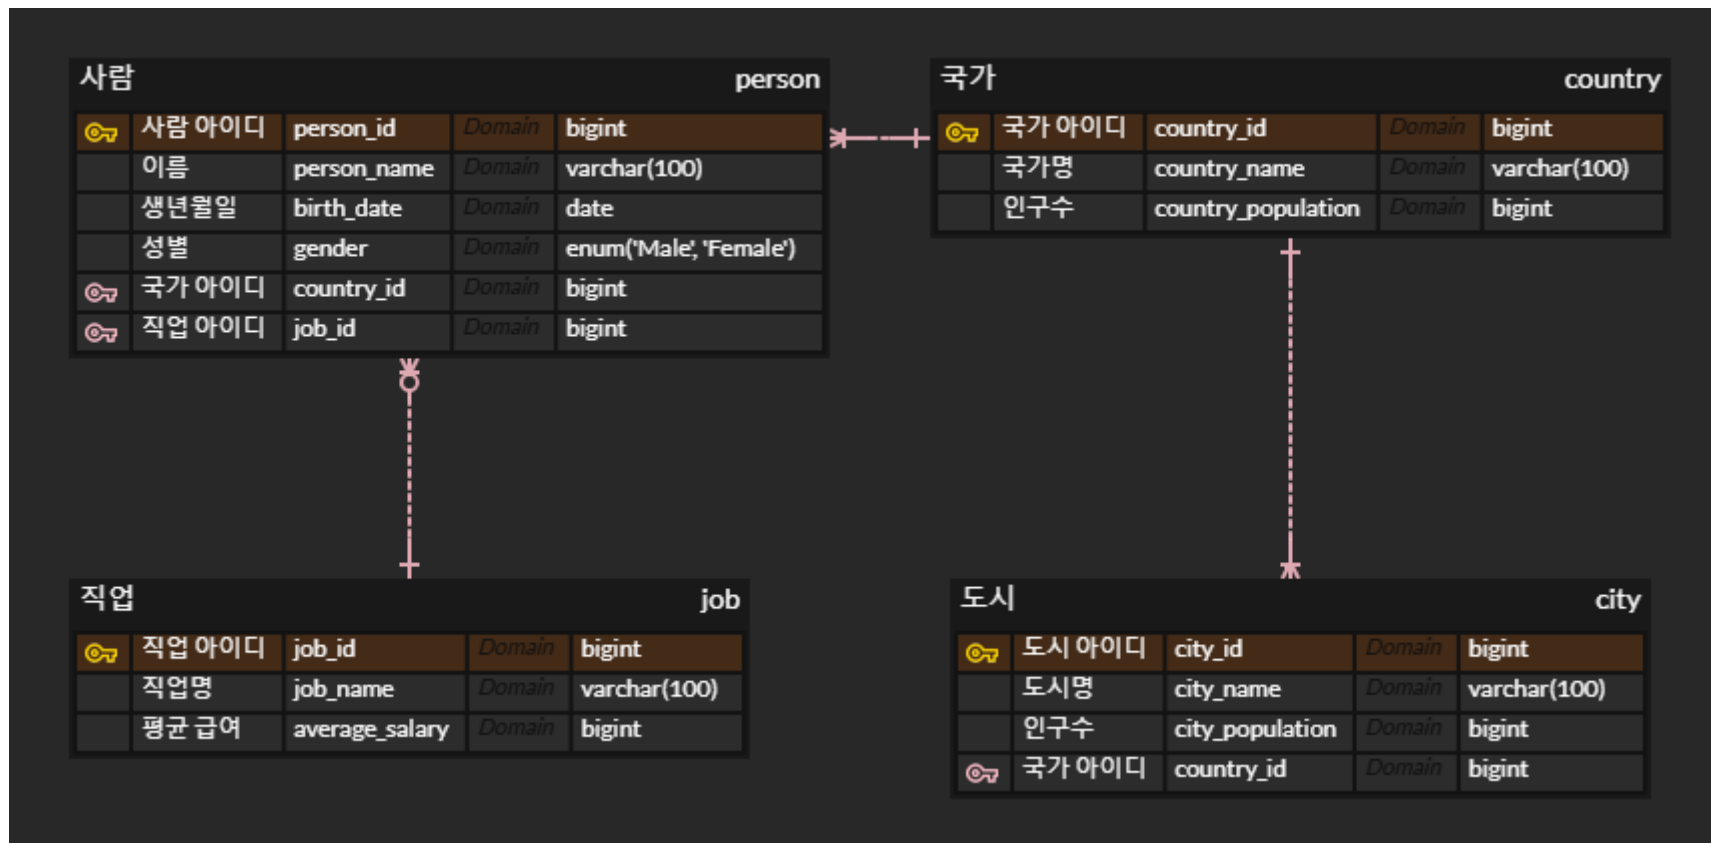 사람 person
사람 아이디 person_id Domain bigint
이름 person_name Domain varchar(100)
생년월일 birth_date Domain date
성별 gender Domain enum('Male', 'Female')
국가 아이디 country_id Domain bigint
직업 아이디 job_id Domain bigint
국가 country
국가 아이디 country_id Domain bigint
국가명 country_name Domain varchar(100)
인구수 country_population Domain bigint
직업 job
직업 아이디 job_id Domain bigint
직업명 job_name Domain varchar(100)
평균 급여 average_salary Domain bigint
도시 city
도시 아이디 city_id Domain bigint
도시명 city_name Domain varchar(100)
인구수 city_population Domain bigint
국가 아이디 country_id Domain bigint